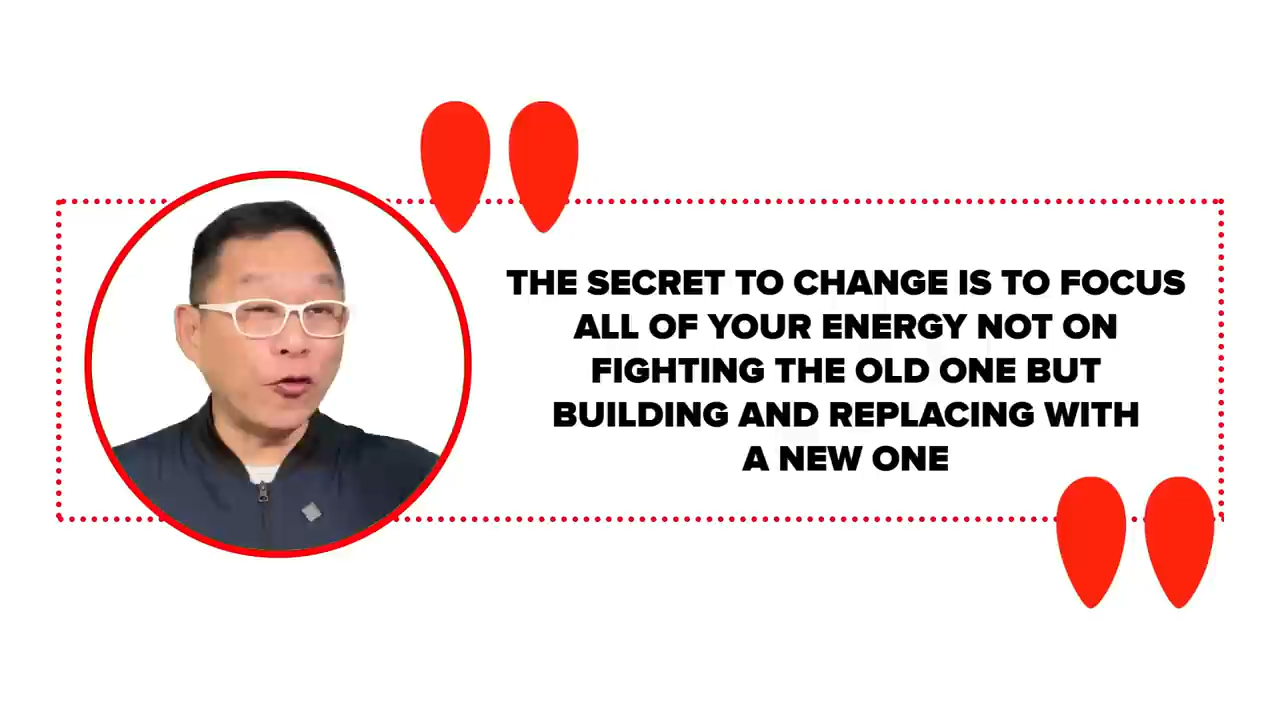 THE SECRET TO CHANGE IS TO FOCUS
ALL OF YOUR ENERGY NOT ON
FIGHTING THE OLD ONE BUT
BUILDING AND REPLACING WITH
A NEW ONE